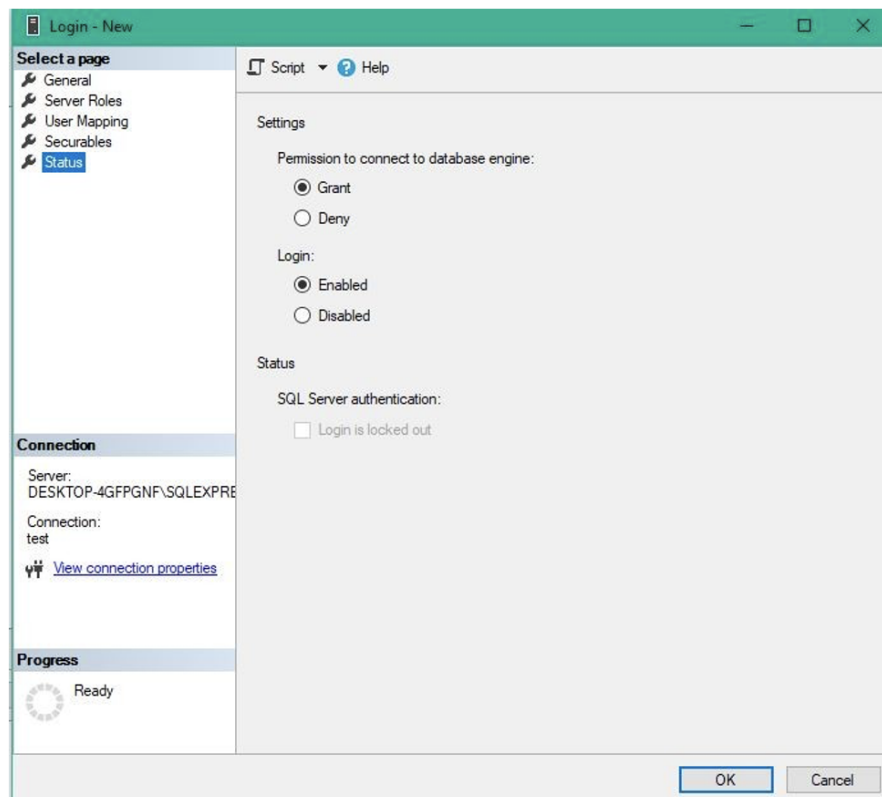 Login - New
Select a page
General
Server Roles
User Mapping
Securables
Status
Connection
Server:
DESKTOP-4GFPGNF\SQLEXPRE
Connection:
test
View connection properties
Progress
Ready
Script
Help
Settings
Permission to connect to database engine:
Grant
Deny
Login:
Enabled
Disabled
Status
SQL Server authentication:
Login is locked out
OK
Cancel